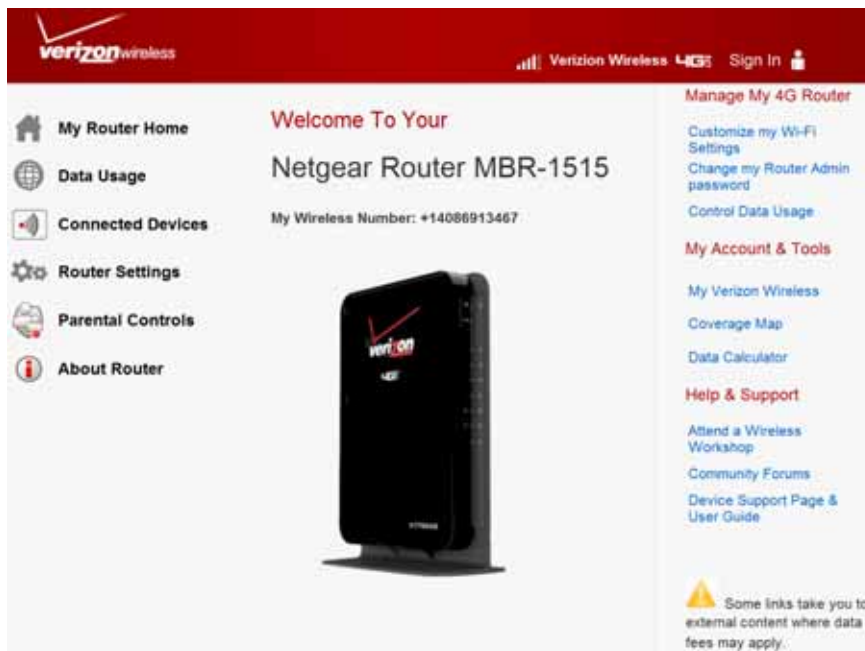 verizonwireless
Verizion Wireless 4G LTE Sign In
My Router Home
Data Usage
Connected Devices
Router Settings
Parental Controls
About Router
Welcome To Your
Netgear Router MBR-1515
My Wireless Number: +14086913467
verizon
4G
NETGEAR
Manage My 4G Router
Customize my Wi-Fi
Settings
Change my Router Admin
password
Control Data Usage
My Account & Tools
My Verizon Wireless
Coverage Map
Data Calculator
Help & Support
Attend a Wireless
Workshop
Community Forums
Device Support Page &
User Guide
Some links take you to
external content where data
fees may apply.